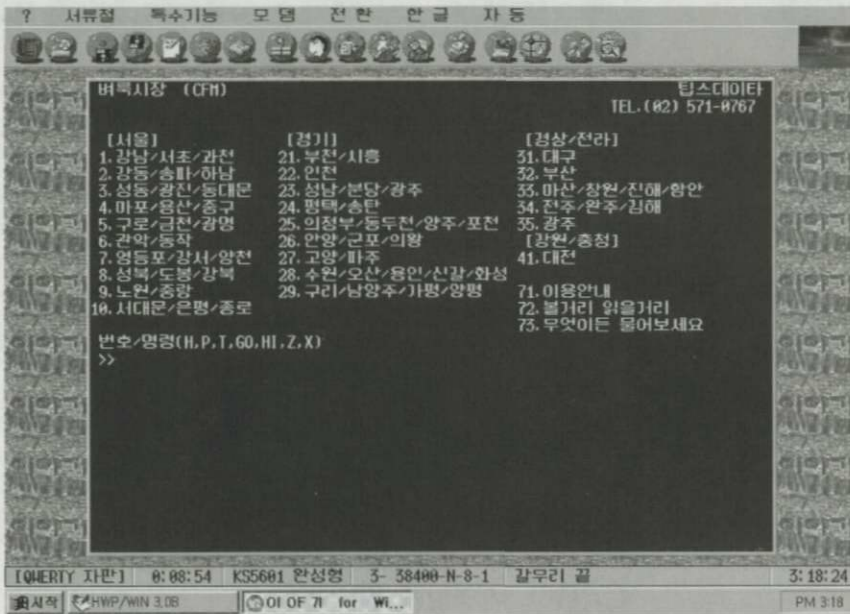 ? 서류철 특수기능 모뎀 전환 한글 자동
벼룩시장 (CFM) 팁스데이타
TEL.(02) 571-0767
[서울] [경기] [경상/전라]
1.강남/서초/과천 21.부천/시흥 31.대구
2.강동/송파/하남 22.인천 32.부산
3.성동/광진/동대문 23.성남/분당/광주 33.마산/창원/진해/함안
4.마포/용산/중구 24.평택/송탄 34.전주/완주/김해
5.구로/금천/광명 25.의정부/동두천/양주/포천 35.광주
6.관악/동작 26.안양/군포/의왕 [강원/충청]
7.영등포/강서/양천 27.고양/파주 41.대전
8.성북/도봉/강북 28.수원/오산/용인/신갈/화성
9.노원/중랑 29.구리/남양주/가평/양평 71.이용안내
10.서대문/은평/종로 72.볼거리 읽을거리
73.무엇이든 물어보세요
번호/명령(H,P,T,GO,HI,Z,X)
>>
[QWERTY 자판] 0:08:54 KS5601 완성형 3- 38400-N-8-1 갈무리 끝 3:18:24
시작 HWP/WIN 3.0B 이야기 7 for Wi... PM 3:18